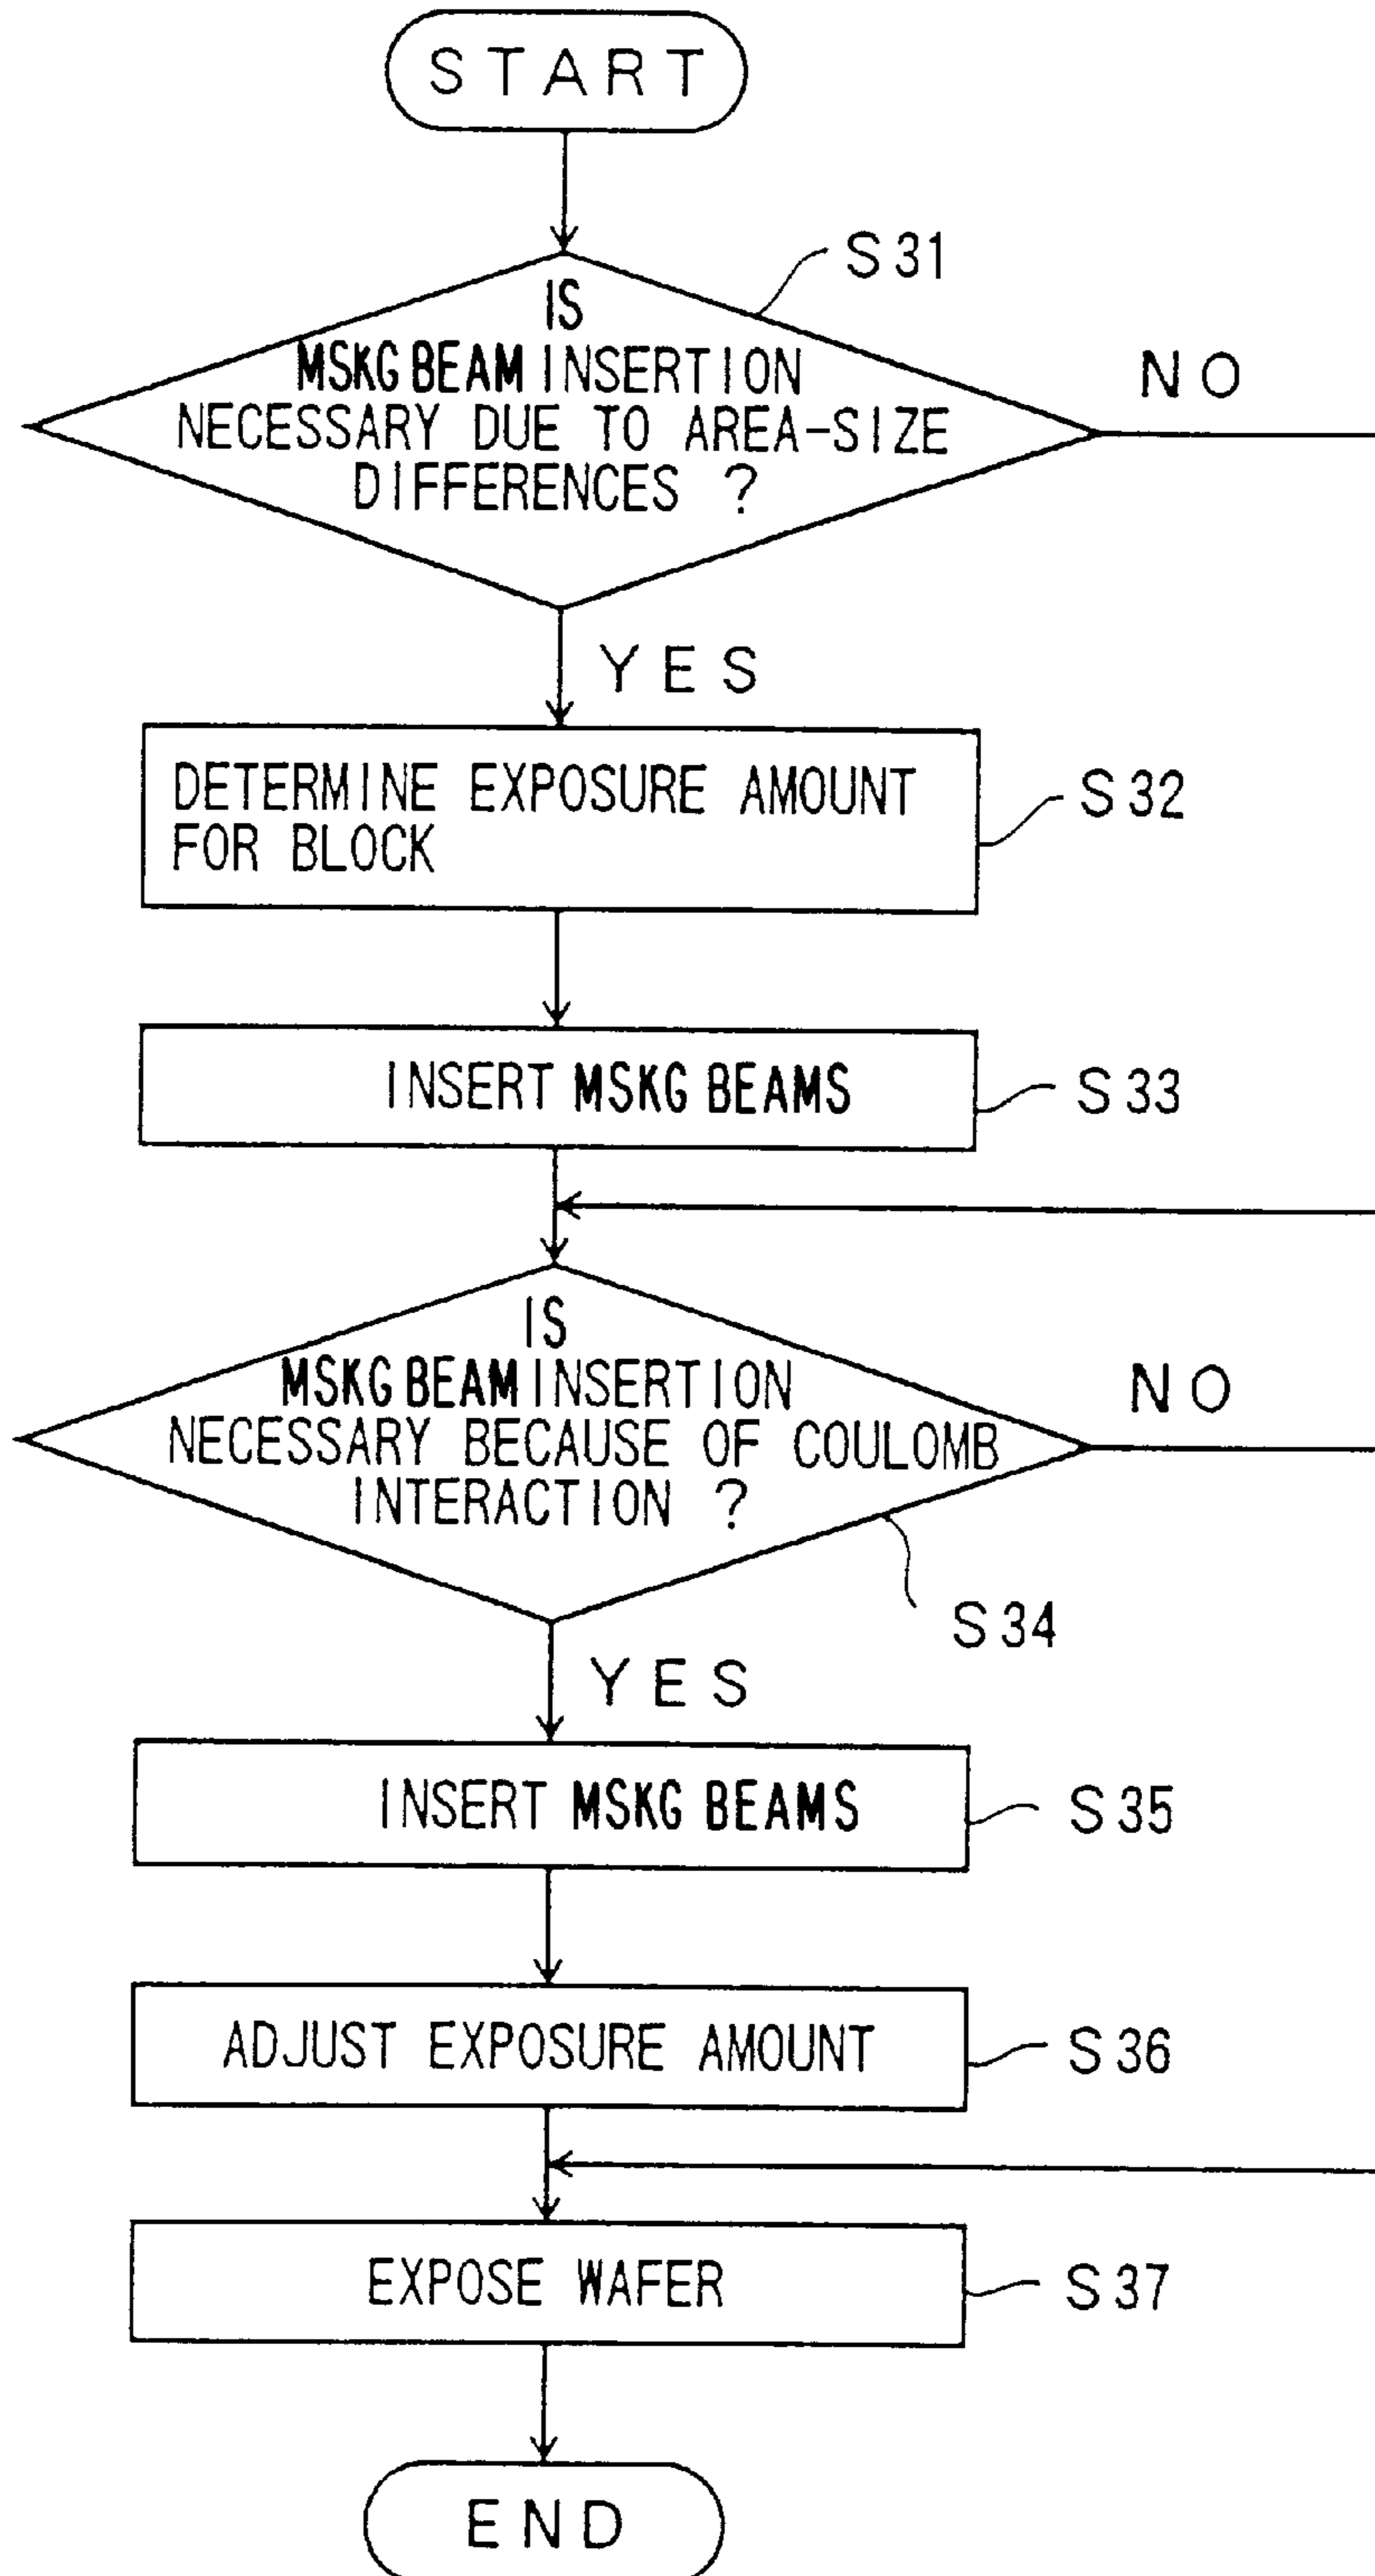 START
S31
IS
MSKG BEAM INSERTION
NECESSARY DUE TO AREA-SIZE
DIFFERENCES ?
NO
YES
DETERMINE EXPOSURE AMOUNT
FOR BLOCK
S32
INSERT MSKG BEAMS
S33
IS
MSKG BEAM INSERTION
NECESSARY BECAUSE OF COULOMB
INTERACTION ?
NO
S34
YES
INSERT MSKG BEAMS
S35
ADJUST EXPOSURE AMOUNT
S36
EXPOSE WAFER
S37
END